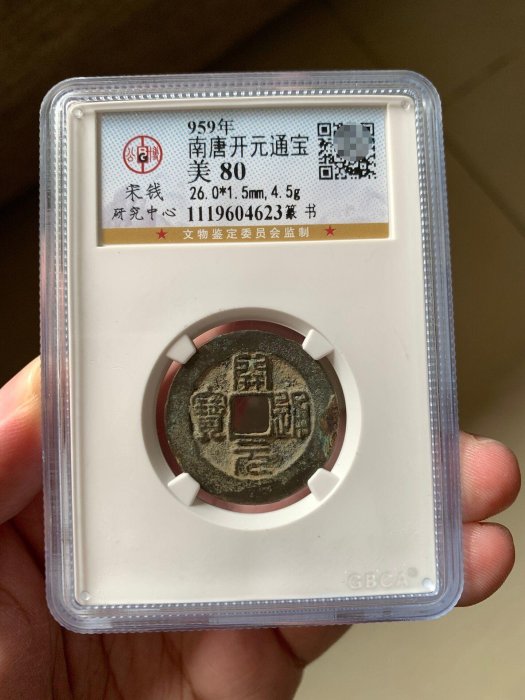 959年
南唐开元通宝
美 80
宋钱 26.0*1.5mm,4.5g
研究中心 1119604623篆 书
★ 文物鉴定委员会监制 ★
開元通寳
GBCA®